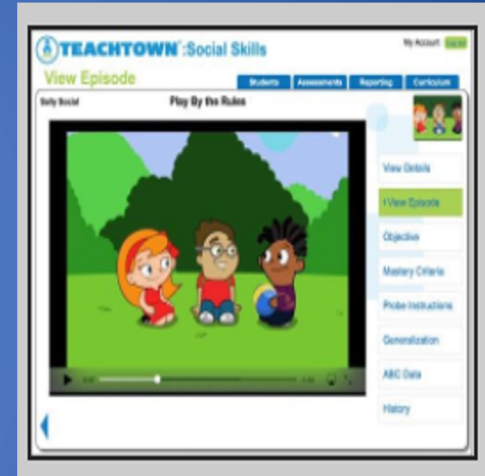 TEACHTOWN :Social Skills
My Account
View Episode
Students Assessments Reporting Curriculum
Sally Social Play By the Rules
View Details
View Episode
Objective
Mastery Criteria
Probe Instructions
Generalization
ABC Data
History